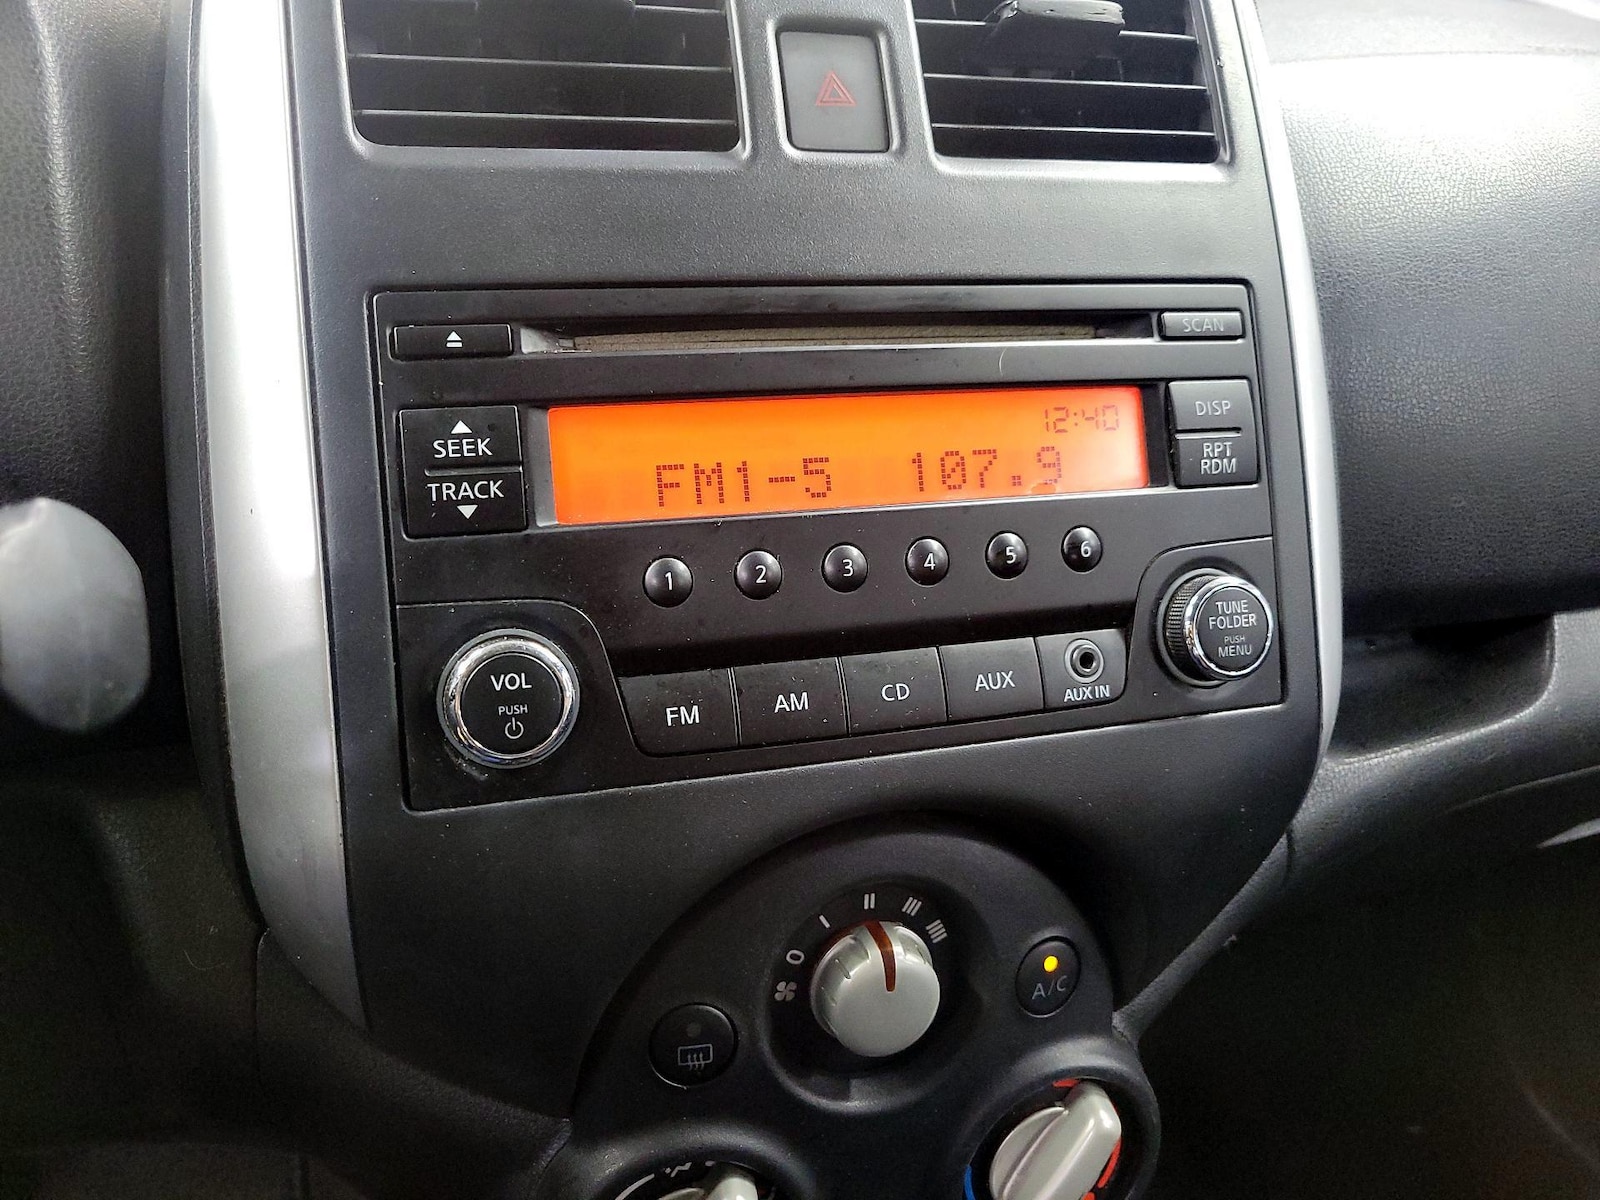 SCAN
12:40
DISP
SEEK
FM1-5 107.9
RPT
RDM
TRACK
1 2 3 4 5 6
TUNE
FOLDER
PUSH
MENU
VOL
PUSH
FM AM CD AUX
AUX IN
0 I II III IIII
A/C